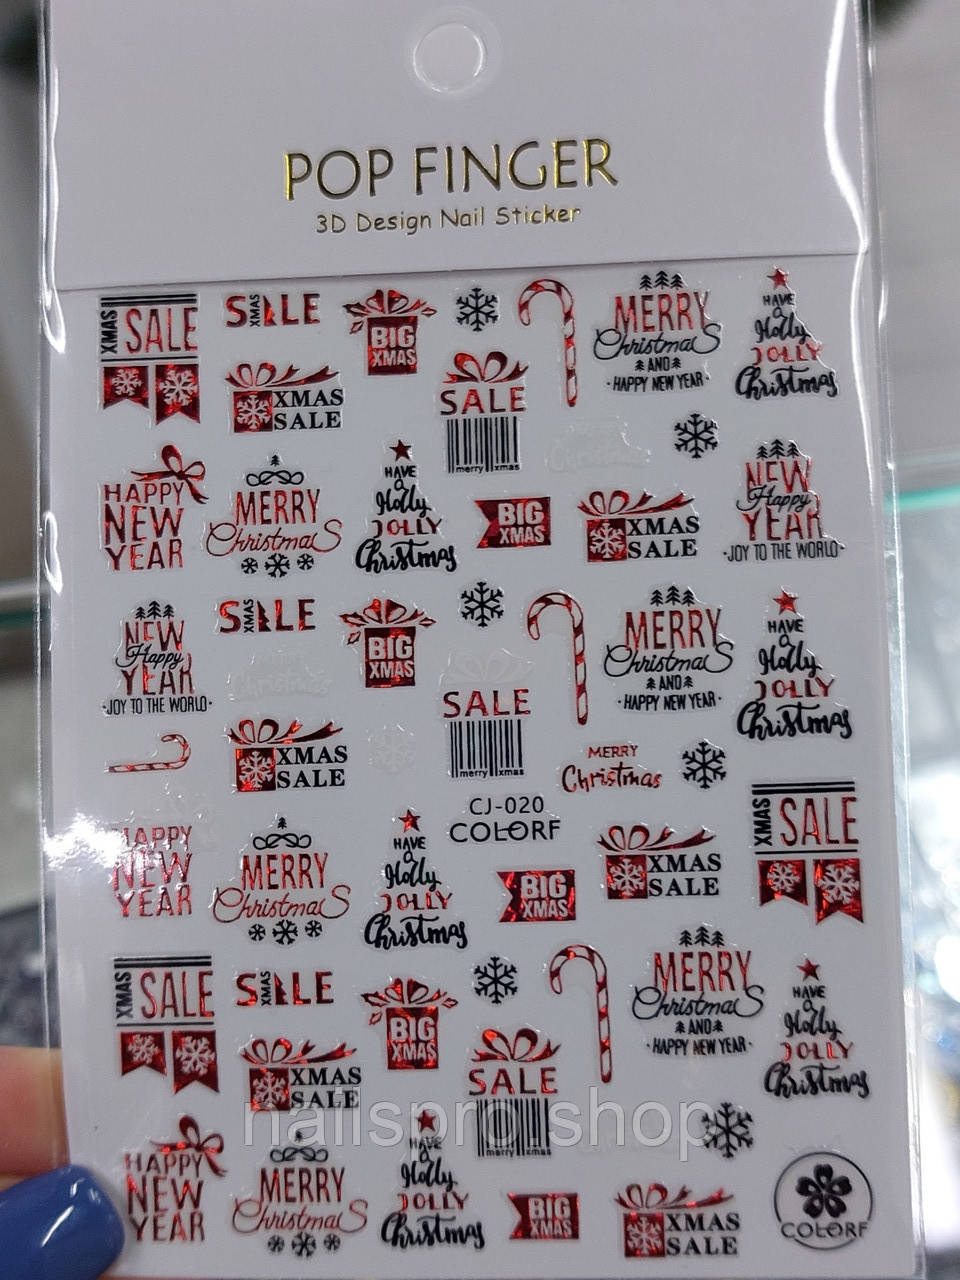 POP FINGER
3D Design Nail Sticker
XMAS SALE
SALE XMAS
BIG
XMAS
MERRY
Christmas
AND
HAPPY NEW YEAR
HAVE
a
Holly
JOLLY
Christmas
XMAS
SALE
SALE
merry xmas
HAPPY
NEW
YEAR
MERRY
Christmas
HAVE
a
Holly
JOLLY
Christmas
BIG
XMAS
XMAS
SALE
NEW
Happy
YEAR
·JOY TO THE WORLD·
NEW
Happy
YEAR
·JOY TO THE WORLD·
SALE XMAS
Christmas
BIG
XMAS
SALE
merry xmas
MERRY
Christmas
AND
·HAPPY NEW YEAR·
HAVE
a
Holly
JOLLY
Christmas
XMAS
SALE
MERRY
Christmas
CJ-020
COLORF
XMAS SALE
HAPPY
NEW
YEAR
MERRY
Christmas
HAVE
a
Holly
JOLLY
Christmas
BIG
XMAS
XMAS
SALE
XMAS SALE
SALE XMAS
BIG
XMAS
SALE
merry xmas
MERRY
Christmas
AND
·HAPPY NEW YEAR·
HAVE
a
Holly
JOLLY
Christmas
XMAS
SALE
nailspro.shop
HAPPY
NEW
YEAR
MERRY
Christmas
HAVE
a
Holly
JOLLY
Christmas
BIG
XMAS
XMAS
SALE
COLORF